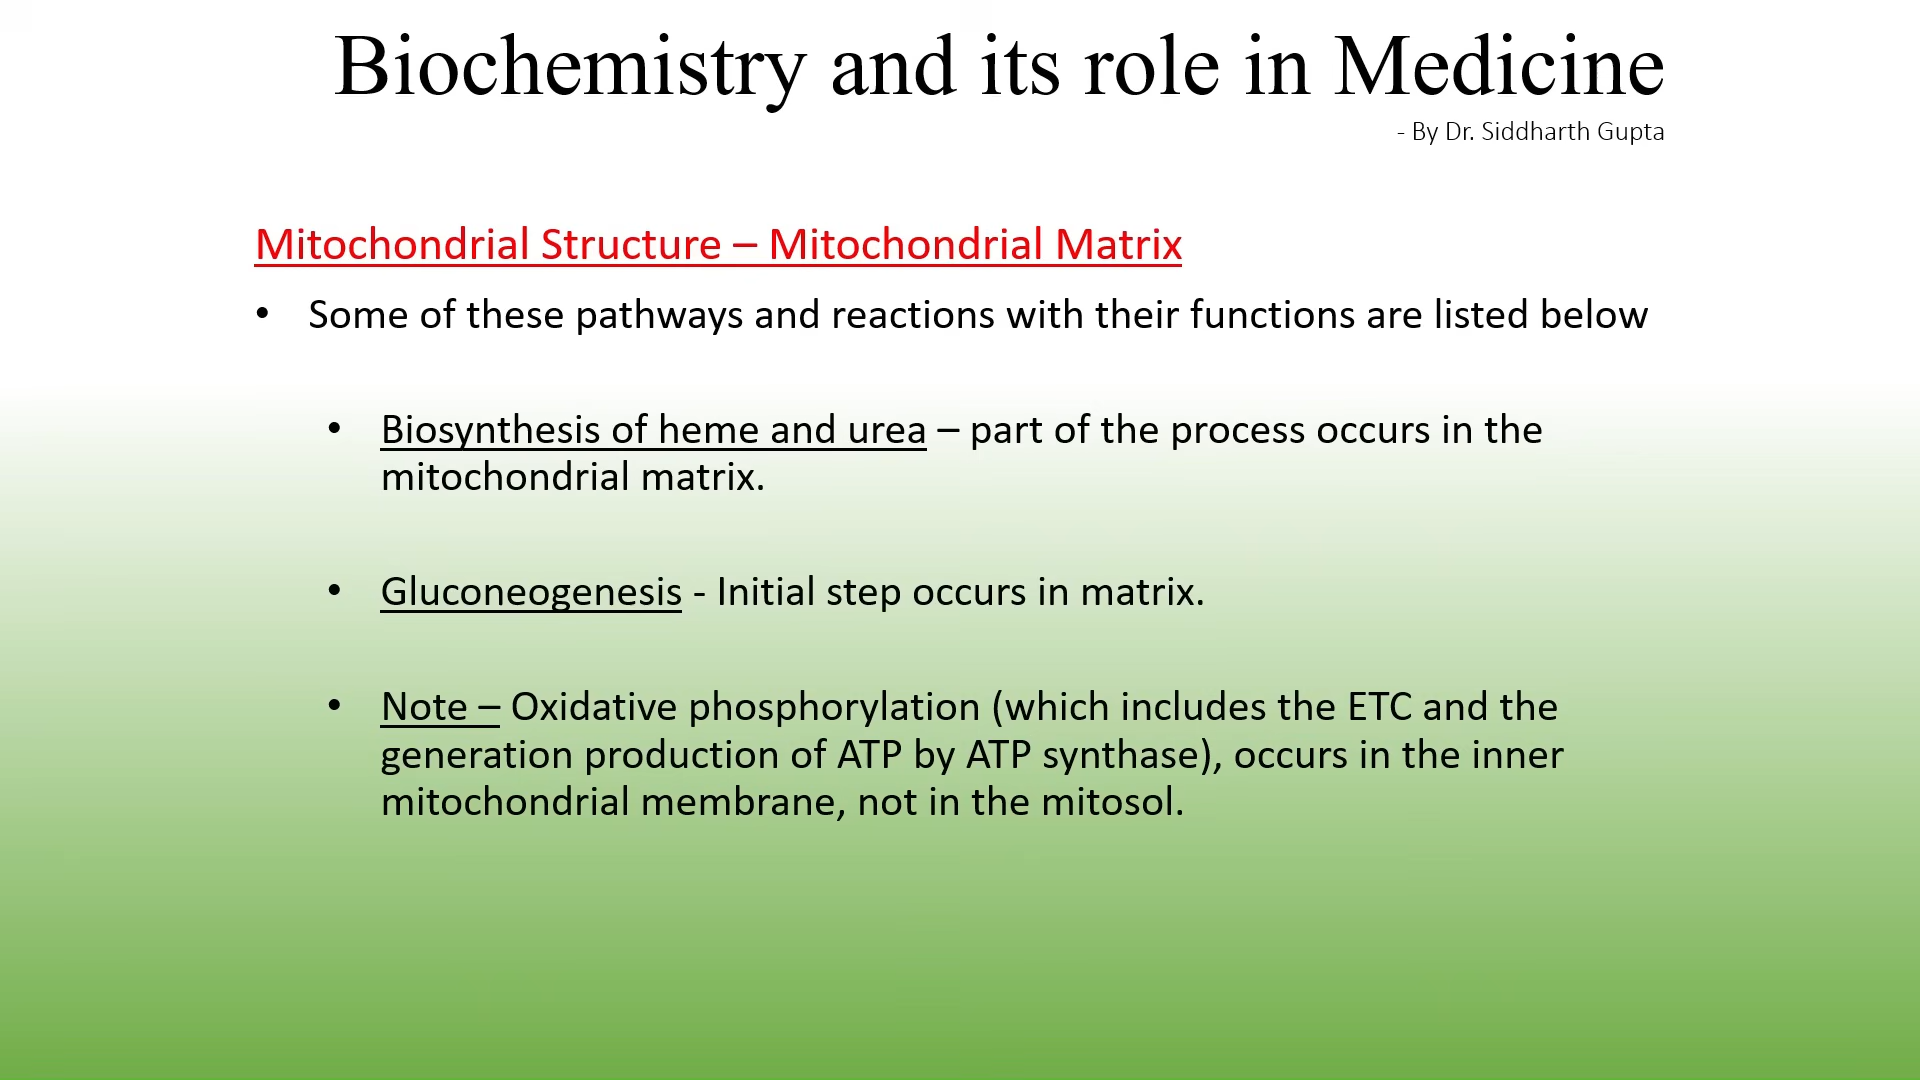 Biochemistry and its role in Medicine
- By Dr. Siddharth Gupta
Mitochondrial Structure – Mitochondrial Matrix
• Some of these pathways and reactions with their functions are listed below
• Biosynthesis of heme and urea – part of the process occurs in the
mitochondrial matrix.
• Gluconeogenesis - Initial step occurs in matrix.
• Note – Oxidative phosphorylation (which includes the ETC and the
generation production of ATP by ATP synthase), occurs in the inner
mitochondrial membrane, not in the mitosol.